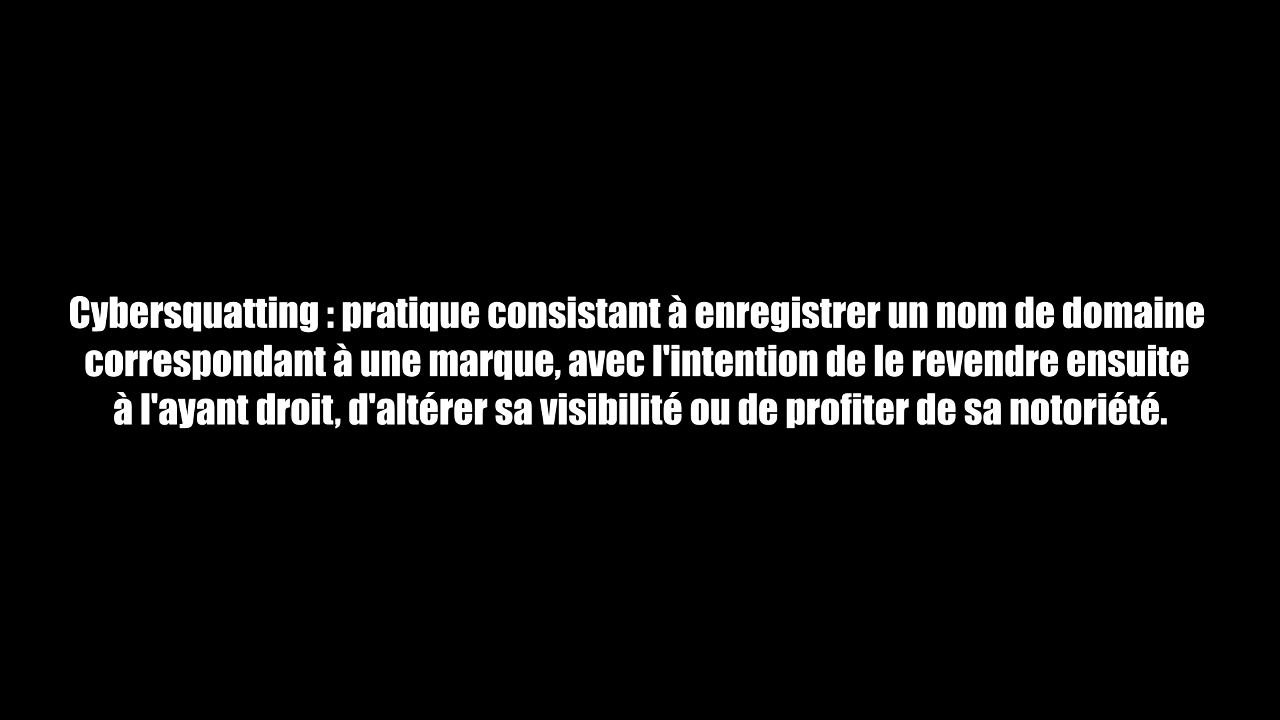 Cybersquatting : pratique consistant à enregistrer un nom de domaine
correspondant à une marque, avec l'intention de le revendre ensuite
à l'ayant droit, d'altérer sa visibilité ou de profiter de sa notoriété.